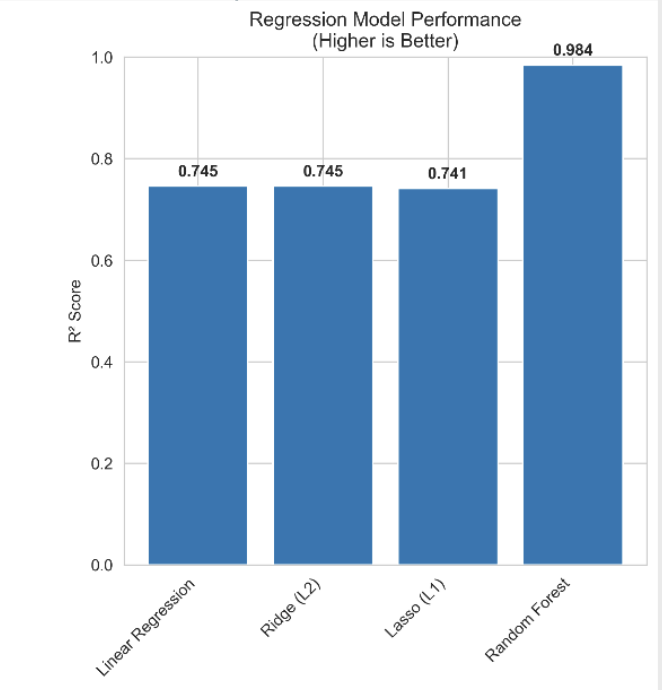 Regression Model Performance
(Higher is Better)
0.984
1.0
0.8
0.745
0.745
0.741
0.6
R² Score
0.4
0.2
0.0
Linear Regression
Ridge (L2)
Lasso (L1)
Random Forest